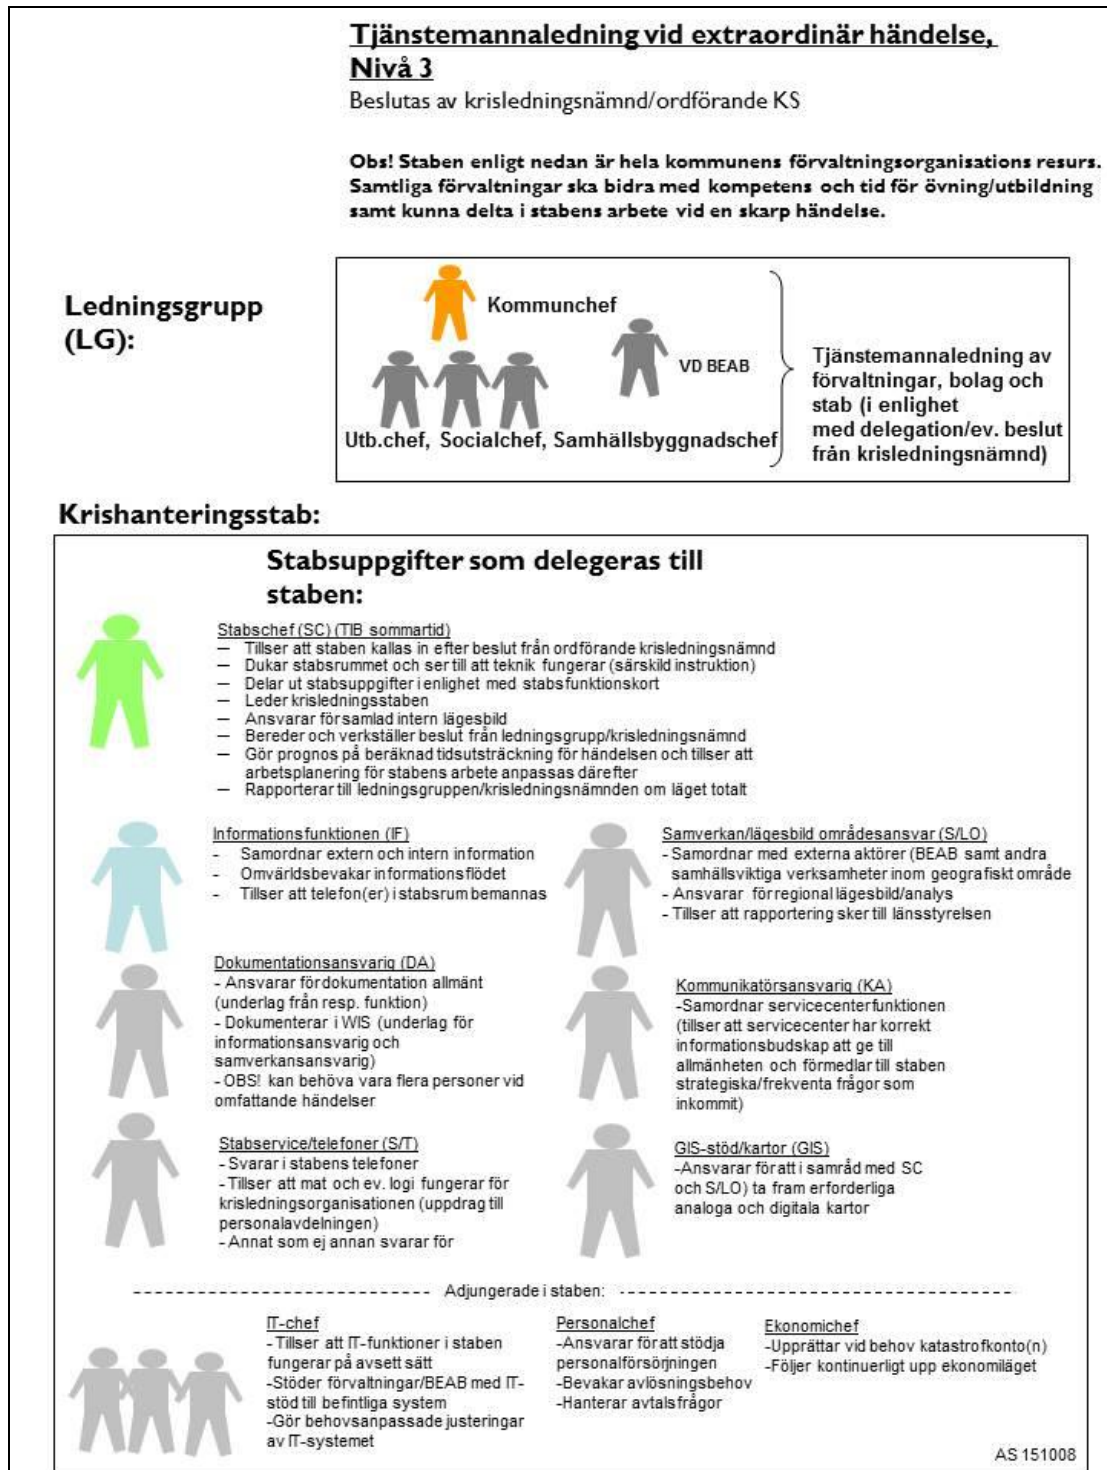 Tjänstemannaledning vid extraordinär händelse,
Nivå 3
Beslutas av krisledningsnämnd/ordförande KS
Obs! Staben enligt nedan är hela kommunens förvaltningsorganisations resurs.
Samtliga förvaltningar ska bidra med kompetens och tid för övning/utbildning
samt kunna delta i stabens arbete vid en skarp händelse.
Ledningsgrupp
(LG):
Kommunchef
VD BEAB
Utb.chef, Socialchef, Samhällsbyggnadschef
Tjänstemannaledning av
förvaltningar, bolag och
stab (i enlighet
med delegation/ev. beslut
från krisledningsnämnd)
Krishanteringsstab:
Stabsuppgifter som delegeras till
staben:
Stabschef (SC) (TIB sommartid)
– Tillser att staben kallas in efter beslut från ordförande krisledningsnämnd
– Dukar stabsrummet och ser till att teknik fungerar (särskild instruktion)
– Delar ut stabsuppgifter i enlighet med stabsfunktionskort
– Leder krisledningsstaben
– Ansvarar för samlad intern lägesbild
– Bereder och verkställer beslut från ledningsgrupp/krisledningsnämnd
– Gör prognos på beräknad tidsutsträckning för händelsen och tillser att
arbetsplanering för stabens arbete anpassas därefter
– Rapporterar till ledningsgruppen/krisledningsnämnden om läget totalt
Informationsfunktionen (IF)
- Samordnar extern och intern information
- Omvärldsbevakar informationsflödet
- Tillser att telefon(er) i stabsrum bemannas
Samverkan/lägesbild områdesansvar (S/LO)
- Samordnar med externa aktörer (BEAB samt andra
samhällsviktiga verksamheter inom geografiskt område
- Ansvarar för regional lägesbild/analys
- Tillser att rapportering sker till länsstyrelsen
Dokumentationsansvarig (DA)
- Ansvarar för dokumentation allmänt
(underlag från resp. funktion)
- Dokumenterar i WIS (underlag för
informationsansvarig och
samverkansansvarig)
- OBS! kan behöva vara flera personer vid
omfattande händelser
Kommunikatörsansvarig (KA)
-Samordnar servicecenterfunktionen
(tillser att servicecenter har korrekt
informationsbudskap att ge till
allmänheten och förmedlar till staben
strategiska/frekventa frågor som
inkommit)
Stabservice/telefoner (S/T)
- Svarar i stabens telefoner
- Tillser att mat och ev. logi fungerar för
krisledningsorganisationen (uppdrag till
personalavdelningen)
- Annat som ej annan svarar för
GIS-stöd/kartor (GIS)
-Ansvarar för att i samråd med SC
och S/LO) ta fram erforderliga
analoga och digitala kartor
Adjungerade i staben:
IT-chef
- Tillser att IT-funktioner i staben
fungerar på avsett sätt
-Stöder förvaltningar/BEAB med IT-
stöd till befintliga system
-Gör behovsanpassade justeringar
av IT-systemet
Personalchef
-Ansvarar för att stödja
personalförsörjningen
-Bevakar avlösningsbehov
-Hanterar avtalsfrågor
Ekonomichef
-Upprättar vid behov katastrofkonto(n)
-Följer kontinuerligt upp ekonomiläget
AS 151008